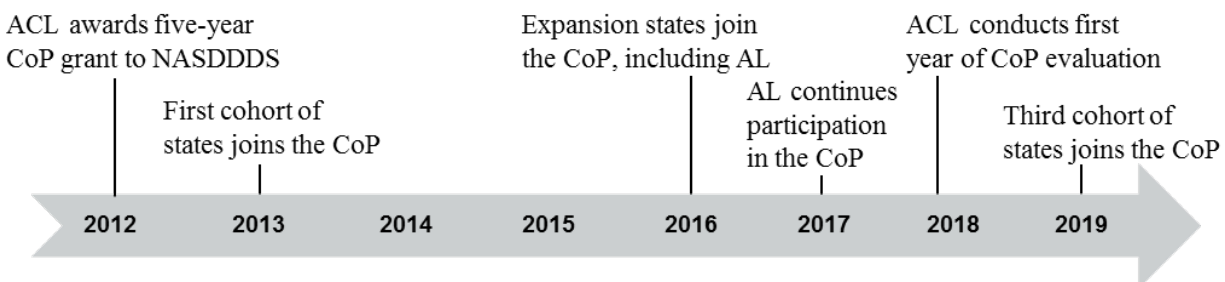 ACL awards five-year
CoP grant to NASDDDS
First cohort of
states joins the CoP
Expansion states join
the CoP, including AL
AL continues
participation
in the CoP
ACL conducts first
year of CoP evaluation
Third cohort of
states joins the CoP
2012 2013 2014 2015 2016 2017 2018 2019